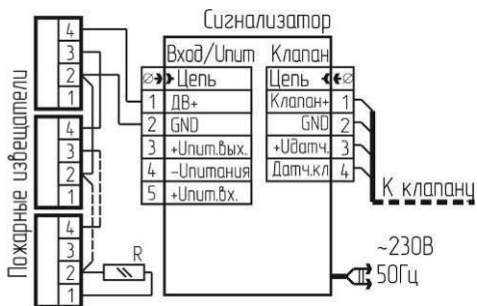 Сигнализатор
Вход/Uпит
Цепь
1 ДВ+
2 GND
3 +Uпит.вых.
4 –Uпитания
5 +Uпит.вх.
Клапан
Цепь
Клапан+ 1
GND 2
+Uдатч. 3
Датч.кл 4
К клапану
~230В
50Гц
Пожарные извещатели
4
3
2
1
4
3
2
1
4
3
2
1
R